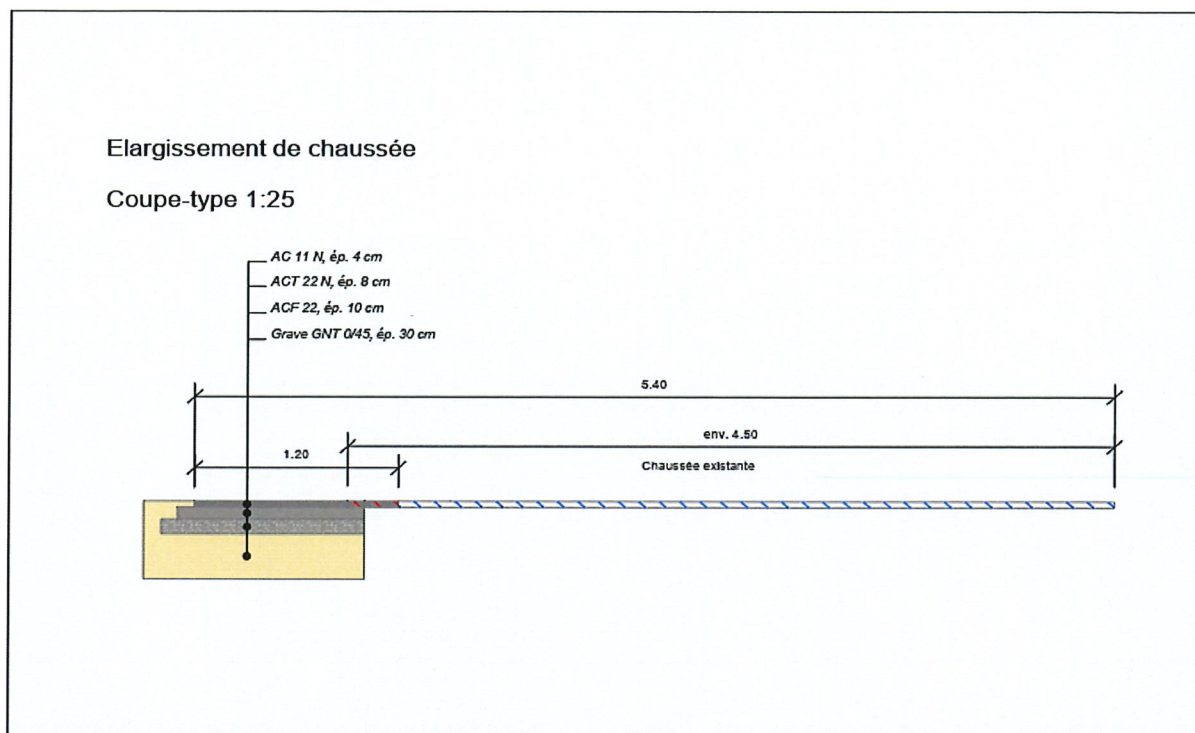 Elargissement de chaussée
Coupe-type 1:25
AC 11 N, ép. 4 cm
ACT 22 N, ép. 8 cm
ACF 22, ép. 10 cm
Grave GNT 0/45, ép. 30 cm
5.40
env. 4.50
1.20
Chaussée existante